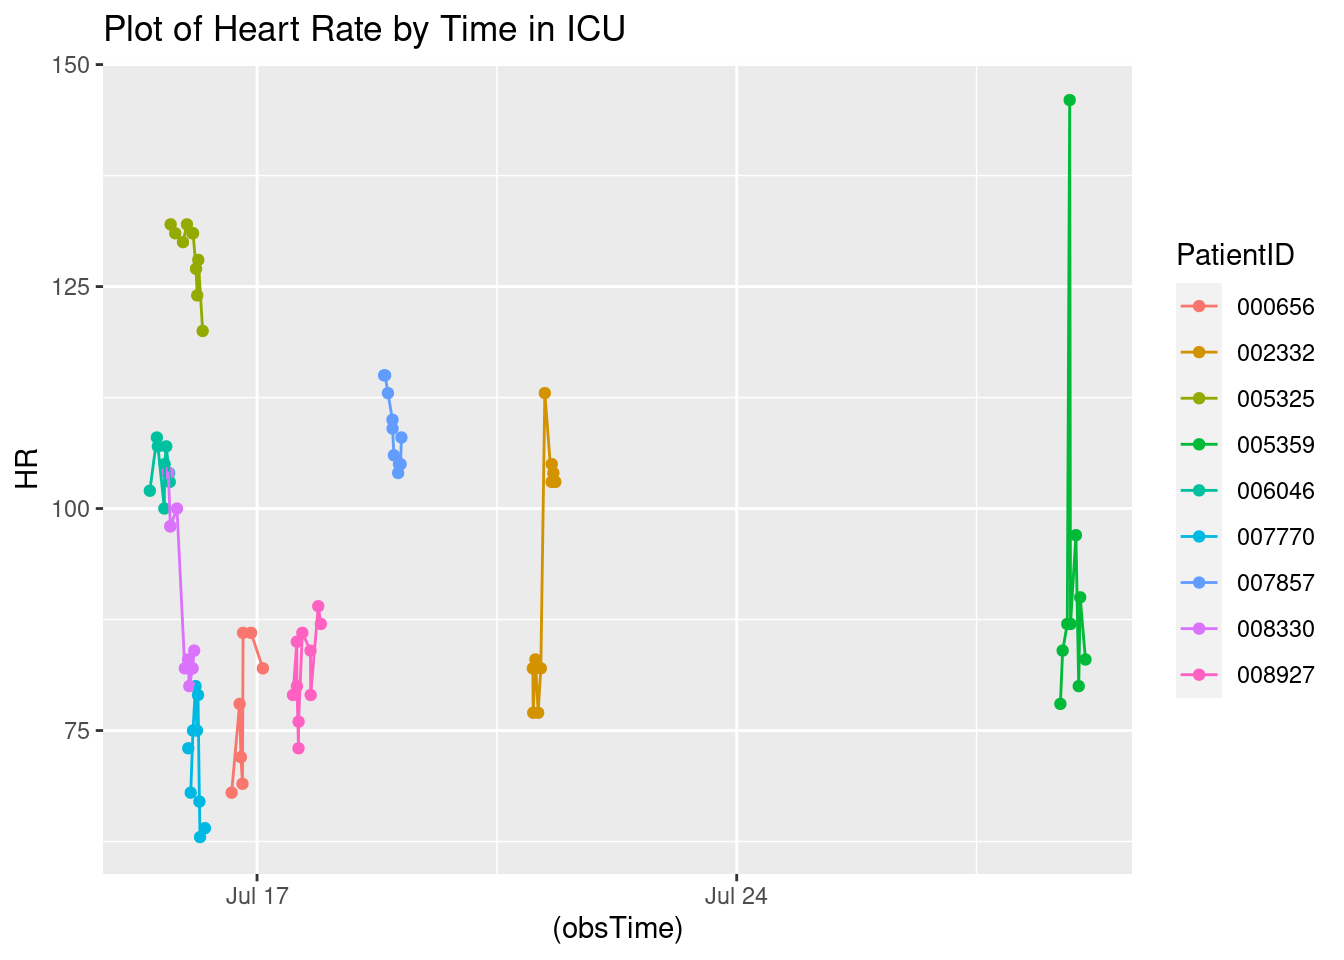 Plot of Heart Rate by Time in ICU
150
125
100
75
HR
Jul 17
Jul 24
(obsTime)
PatientID
000656
002332
005325
005359
006046
007770
007857
008330
008927